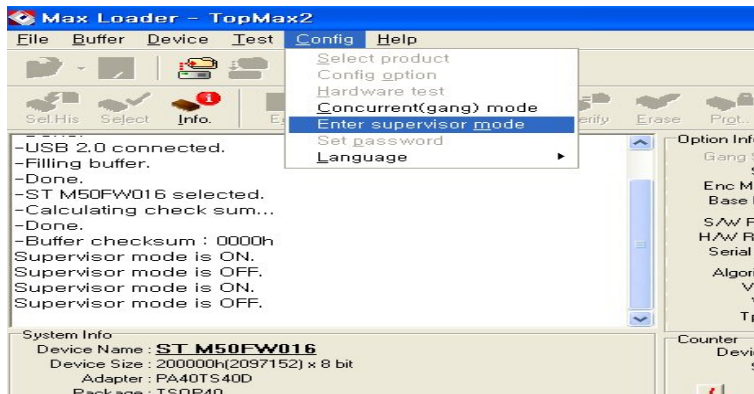 Max Loader - TopMax2
File Buffer Device Test Config Help
Select product
Config option
Hardware test
Concurrent(gang) mode
Enter supervisor mode
Set password
Language
Sel.His Select Info. Erase Prot..
-USB 2.0 connected.
-Filling buffer.
-Done.
-ST M50FW016 selected.
-Calculating check sum...
-Done.
-Buffer checksum : 0000h
Supervisor mode is ON.
Supervisor mode is OFF.
Supervisor mode is ON.
Supervisor mode is OFF.
System Info
Device Name : ST M50FW016
Device Size : 200000h(2097152) x 8 bit
Adapter : PA40TS40D
Package : TSOP40
Option Inf
Gang
Enc M
Base
S/W F
H/W R
Serial
Algori
V
Counter
Devi